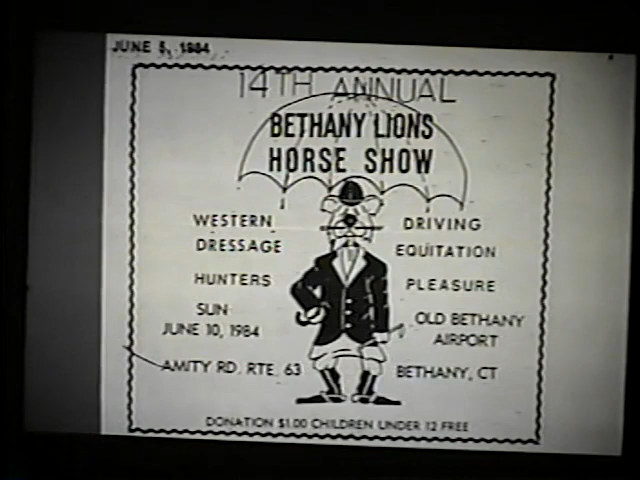 JUNE 5, 1984
14TH ANNUAL
BETHANY LIONS
HORSE SHOW
WESTERN
DRESSAGE
HUNTERS
SUN
JUNE 10, 1984
AMITY RD. RTE. 63
DRIVING
EQUITATION
PLEASURE
OLD BETHANY
AIRPORT
BETHANY, CT
DONATION $1.00 CHILDREN UNDER 12 FREE